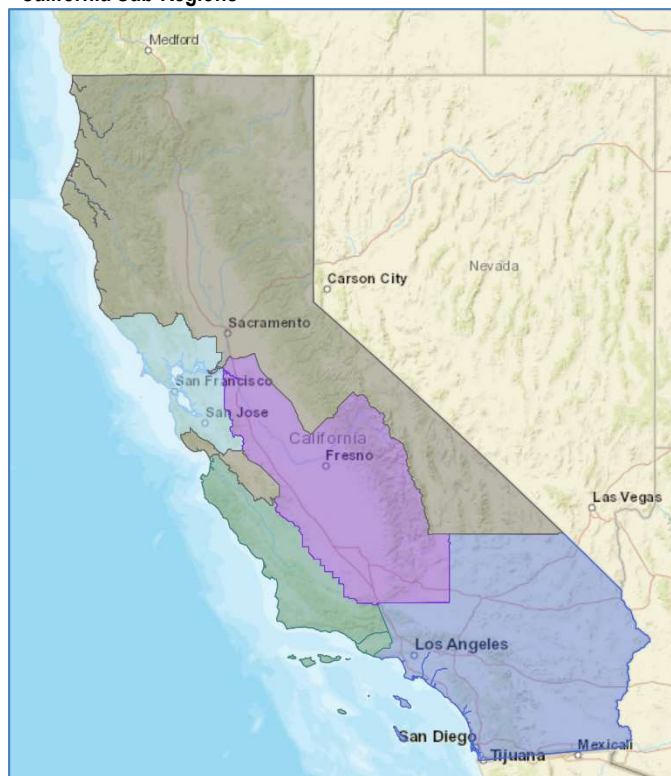 California Sub-Regions
Medford
Carson City
Nevada
Sacramento
San Francisco
San Jose
California
Fresno
Las Vegas
Los Angeles
San Diego
Tijuana
Mexicali